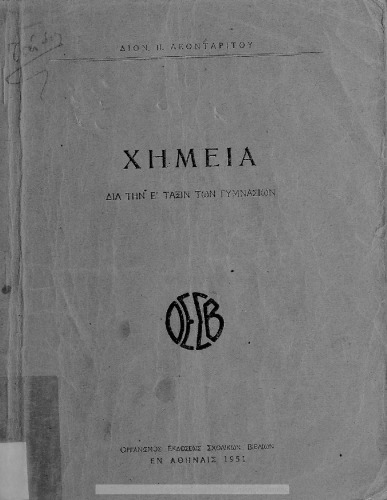 ΔΙΟΝ. Π. ΛΕΟΝΤΑΡΙΤΟΥ
ΧΗΜΕΙΑ
ΔΙΑ ΤΗΝ Ε' ΤΑΞΙΝ ΤΩΝ ΓΥΜΝΑΣΙΩΝ
ΟΕΣΒ
ΟΡΓΑΝΙΣΜΟΣ ΕΚΔΟΣΕΩΣ ΣΧΟΛΙΚΩΝ ΒΙΒΛΙΩΝ
ΕΝ ΑΘΗΝΑΙΣ 1951